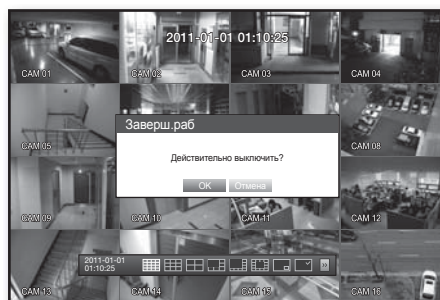 2011-01-01 01:10:25
CAM 01
CAM 02
CAM 03
CAM 04
Заверш.раб
CAM 05
Действительно выключить?
CAM 08
OK
Отмена
CAM 09
CAM 10
CAM 11
CAM 12
2011-01-01
01:10:25
CAM 13
CAM 14
CAM 15
CAM 16